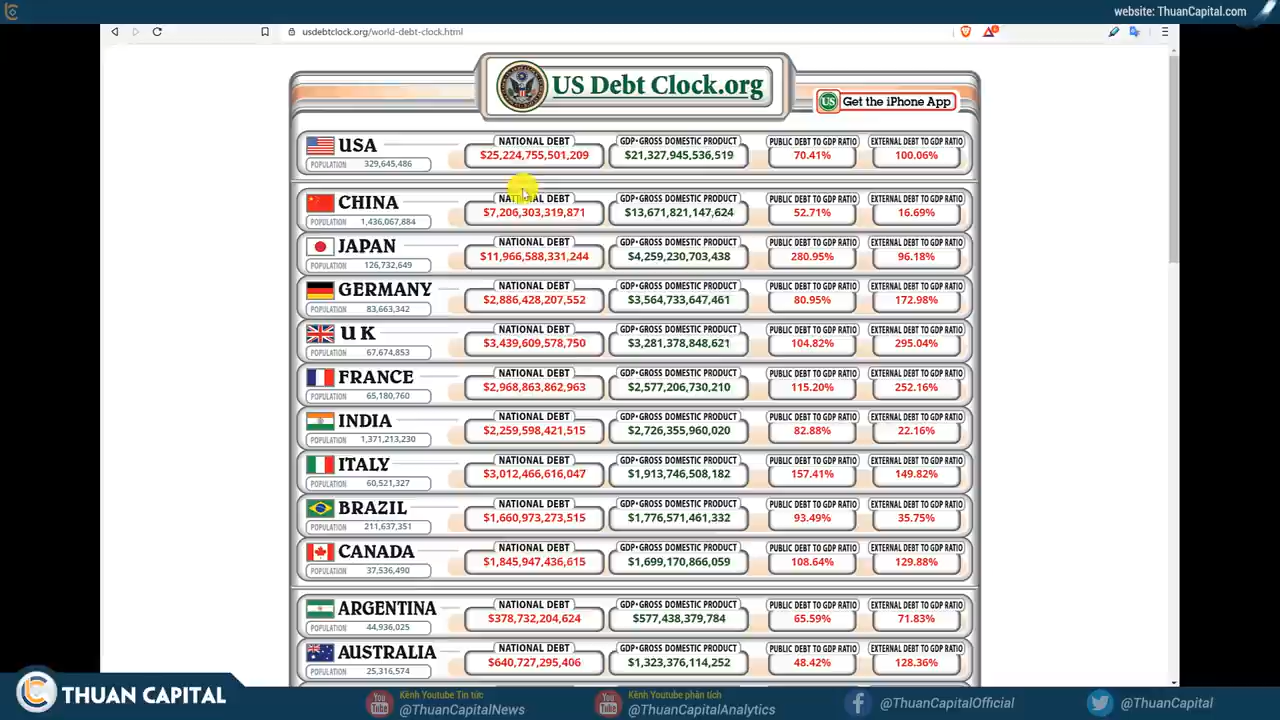 website: ThuanCapital.com
usdebtclock.org/world-debt-clock.html
US Debt Clock.org
US Get the iPhone App
USA
POPULATION 329,645,486
NATIONAL DEBT
$25,224,755,501,209
GDP•GROSS DOMESTIC PRODUCT
$21,327,945,536,519
PUBLIC DEBT TO GDP RATIO
70.41%
EXTERNAL DEBT TO GDP RATIO
100.06%
CHINA
POPULATION 1,436,067,884
NATIONAL DEBT
$7,206,303,319,871
GDP•GROSS DOMESTIC PRODUCT
$13,671,821,147,624
PUBLIC DEBT TO GDP RATIO
52.71%
EXTERNAL DEBT TO GDP RATIO
16.69%
JAPAN
POPULATION 126,732,649
NATIONAL DEBT
$11,966,588,331,244
GDP•GROSS DOMESTIC PRODUCT
$4,259,230,703,438
PUBLIC DEBT TO GDP RATIO
280.95%
EXTERNAL DEBT TO GDP RATIO
96.18%
GERMANY
POPULATION 83,663,342
NATIONAL DEBT
$2,886,428,207,552
GDP•GROSS DOMESTIC PRODUCT
$3,564,733,647,461
PUBLIC DEBT TO GDP RATIO
80.95%
EXTERNAL DEBT TO GDP RATIO
172.98%
U K
POPULATION 67,674,853
NATIONAL DEBT
$3,439,609,578,750
GDP•GROSS DOMESTIC PRODUCT
$3,281,378,848,621
PUBLIC DEBT TO GDP RATIO
104.82%
EXTERNAL DEBT TO GDP RATIO
295.04%
FRANCE
POPULATION 65,180,760
NATIONAL DEBT
$2,968,863,862,963
GDP•GROSS DOMESTIC PRODUCT
$2,577,206,730,210
PUBLIC DEBT TO GDP RATIO
115.20%
EXTERNAL DEBT TO GDP RATIO
252.16%
INDIA
POPULATION 1,371,213,230
NATIONAL DEBT
$2,259,598,421,515
GDP•GROSS DOMESTIC PRODUCT
$2,726,355,960,020
PUBLIC DEBT TO GDP RATIO
82.88%
EXTERNAL DEBT TO GDP RATIO
22.16%
ITALY
POPULATION 60,521,327
NATIONAL DEBT
$3,012,466,616,047
GDP•GROSS DOMESTIC PRODUCT
$1,913,746,508,182
PUBLIC DEBT TO GDP RATIO
157.41%
EXTERNAL DEBT TO GDP RATIO
149.82%
BRAZIL
POPULATION 211,637,351
NATIONAL DEBT
$1,660,973,273,515
GDP•GROSS DOMESTIC PRODUCT
$1,776,571,461,332
PUBLIC DEBT TO GDP RATIO
93.49%
EXTERNAL DEBT TO GDP RATIO
35.75%
CANADA
POPULATION 37,536,490
NATIONAL DEBT
$1,845,947,436,615
GDP•GROSS DOMESTIC PRODUCT
$1,699,170,866,059
PUBLIC DEBT TO GDP RATIO
108.64%
EXTERNAL DEBT TO GDP RATIO
129.88%
ARGENTINA
POPULATION 44,936,025
NATIONAL DEBT
$378,732,204,624
GDP•GROSS DOMESTIC PRODUCT
$577,438,379,784
PUBLIC DEBT TO GDP RATIO
65.59%
EXTERNAL DEBT TO GDP RATIO
71.83%
AUSTRALIA
POPULATION 25,316,574
NATIONAL DEBT
$640,727,295,406
GDP•GROSS DOMESTIC PRODUCT
$1,323,376,114,252
PUBLIC DEBT TO GDP RATIO
48.42%
EXTERNAL DEBT TO GDP RATIO
128.36%
THUAN CAPITAL
You Tube
Kênh Youtube Tin tức:
@ThuanCapitalNews
You Tube
Kênh Youtube phân tích
@ThuanCapitalAnalytics
@ThuanCapitalOfficial
@ThuanCapital